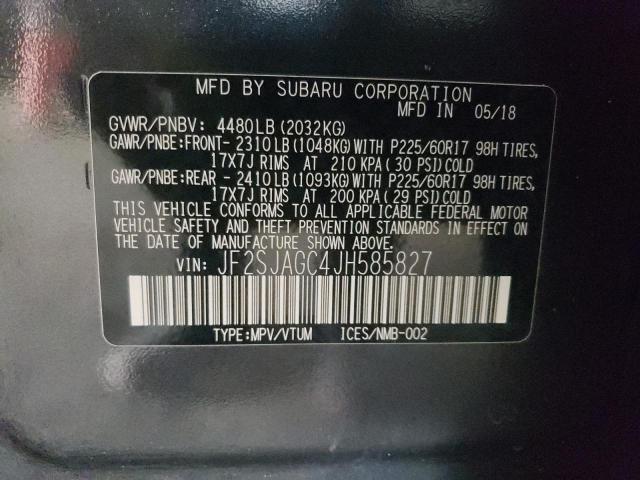 MFD BY SUBARU CORPORATION
MFD IN 05/18
GVWR/PNBV: 4480LB (2032KG)
GAWR/PNBE:FRONT- 2310 LB (1048KG) WITH P225/60R17 98H TIRES,
17X7J RIMS AT 210 KPA ( 30 PSI) COLD
GAWR/PNBE:REAR - 2410 LB (1093KG) WITH P225/60R17 98H TIRES,
17X7J RIMS AT 200 KPA ( 29 PSI) COLD
THIS VEHICLE CONFORMS TO ALL APPLICABLE FEDERAL MOTOR
VEHICLE SAFETY AND THEFT PREVENTION STANDARDS IN EFFECT
ON THE DATE OF MANUFACTURE SHOWN ABOVE.
VIN: JF2SJAGC4JH585827
TYPE:MPV/VTUM ICES/NMB-002